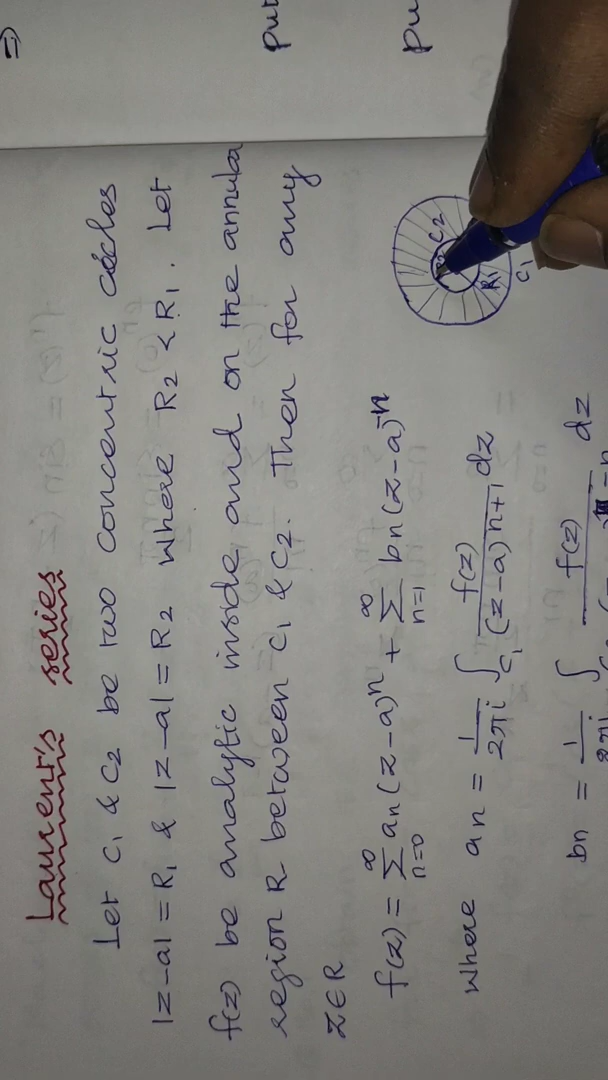 Laurent's series
Let C1 & C2 be two concentric circles
|z-a| = R1 & |z-a| = R2 where R2 < R1. Let
f(z) be analytic inside and on the annula
region R between C1 & C2. Then for any
z∈R
f(z) = ∑_{n=0}^{∞} an(z-a)^n + ∑_{n=1}^{∞} bn(z-a)^{-n}
where an = 1/2πi ∫_{C1} f(z)/(z-a)^{n+1} dz
bn = 1/2πi ∫ f(z)/ dz
C2
R1
C1
⇒
put
pu